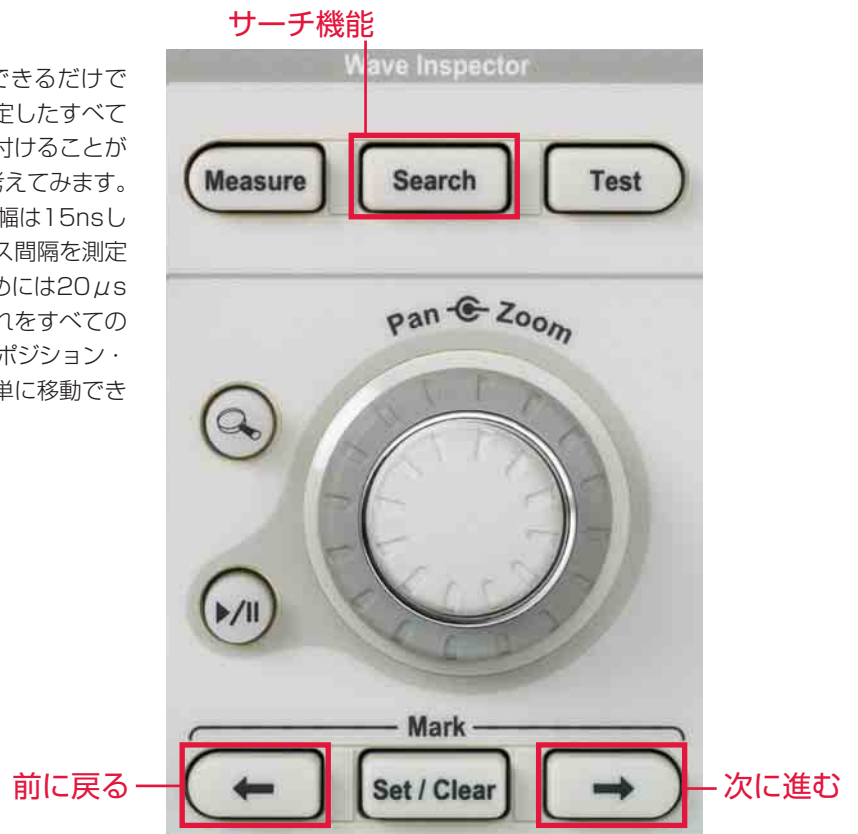 サーチ機能
Wave Inspector
できるだけで
定したすべて
付けることが
考えてみます。
幅は15nsし
ス間隔を測定
めには20μs
れをすべての
ポジション・
単に移動でき
Measure
Search
Test
Pan Zoom
▶/II
Mark
前に戻る
←
Set / Clear
→
次に進む